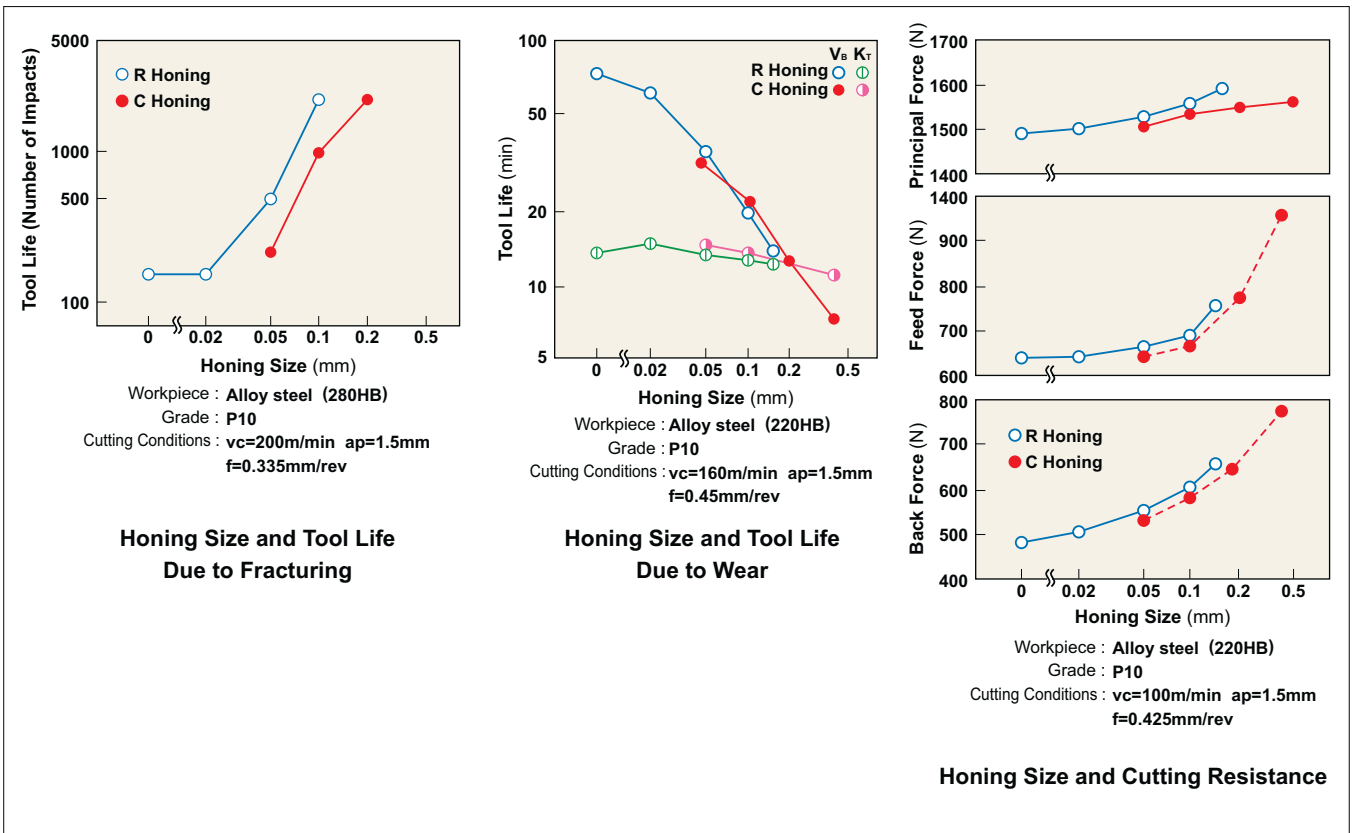 5000
1000
500
100
Tool Life (Number of Impacts)
R Honing
C Honing
0 0.02 0.05 0.1 0.2 0.5
Honing Size (mm)
Workpiece : Alloy steel (280HB)
Grade : P10
Cutting Conditions : vc=200m/min ap=1.5mm
f=0.335mm/rev
Honing Size and Tool Life
Due to Fracturing
100
50
20
10
5
Tool Life (min)
VB KT
R Honing
C Honing
0 0.02 0.05 0.1 0.2 0.5
Honing Size (mm)
Workpiece : Alloy steel (220HB)
Grade : P10
Cutting Conditions : vc=160m/min ap=1.5mm
f=0.45mm/rev
Honing Size and Tool Life
Due to Wear
1700
1600
1500
1400
Principal Force (N)
1400
900
800
700
600
Feed Force (N)
800
700
600
500
400
Back Force (N)
R Honing
C Honing
0 0.02 0.05 0.1 0.2 0.5
Honing Size (mm)
Workpiece : Alloy steel (220HB)
Grade : P10
Cutting Conditions : vc=100m/min ap=1.5mm
f=0.425mm/rev
Honing Size and Cutting Resistance